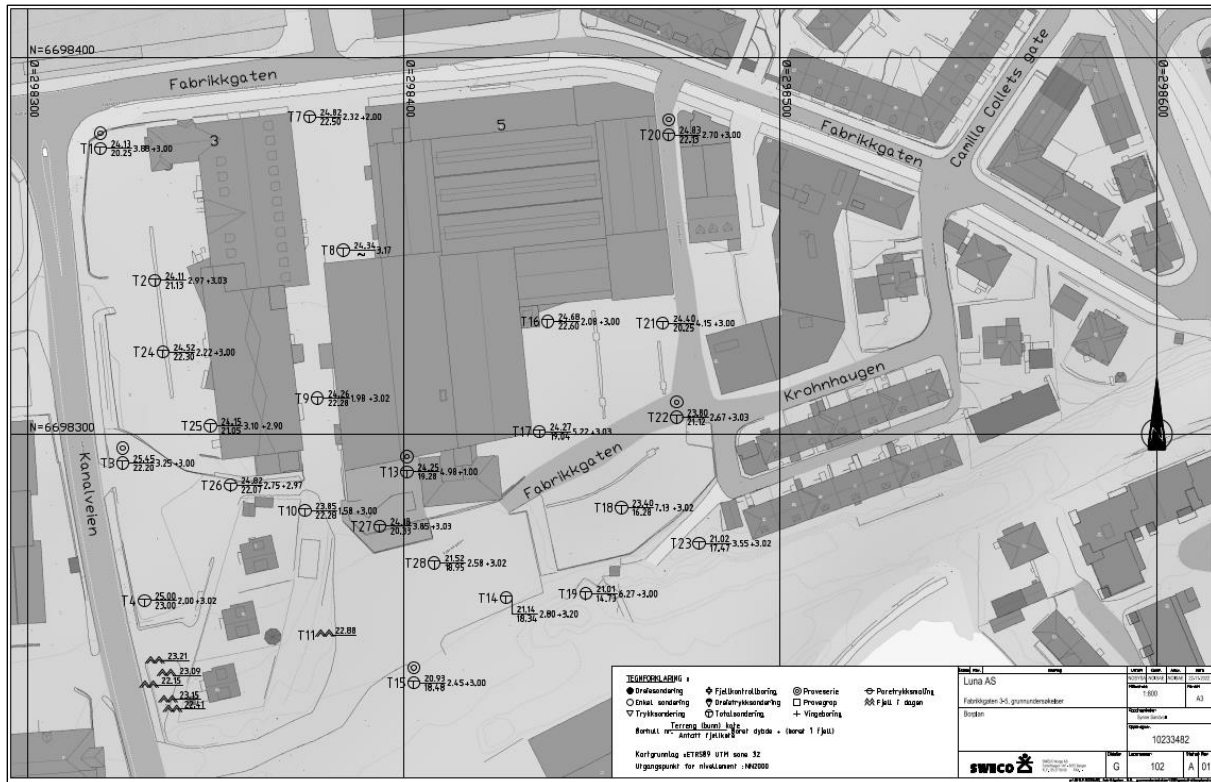 N=6698400
Ø=298300
Ø=298400
Ø=298500
Ø=298600
Fabrikkgaten
Fabrikkgaten
Camilla Collets gate
3
5
T1 24.13 20.25 3.88+3.00
T7 24.82 22.50 2.32+2.00
T20 24.83 22.13 2.70+3.00
T8 24.34 ~ 3.17
T2 24.11 21.13 2.97+3.03
T16 24.68 22.60 2.08+3.00
T21 24.40 20.25 4.15+3.00
T24 24.52 22.30 2.22+3.00
Krohnhaugen
T9 24.26 22.28 1.98+3.02
T22 23.80 21.12 2.67+3.03
T25 24.15 21.05 3.10+2.90
N=6698300
T17 24.27 19.04 5.22+3.03
Kanalveien
T3 25.45 22.20 3.25+3.00
T13 24.25 19.28 4.98+1.00
Fabrikkgaten
T26 24.82 22.07 2.75+2.97
T10 23.85 22.28 1.58+3.00
T18 23.40 16.28 7.13+3.02
T27 24.18 20.33 3.85+3.03
T23 21.02 17.47 3.55+3.02
T28 21.52 18.95 2.58+3.02
T4 25.00 23.00 2.00+3.02
T14 21.14 18.34 2.80+3.20
T19 21.01 14.73 6.27+3.00
T11 22.88
23.21
23.09
22.15
23.15
22.41
T15 20.93 18.48 2.45+3.00
N
TEGNFORKLARING :
Dreiesondering
Fjellkontrollboring
Prøveserie
Poretrykksmåling
Enkel sondering
Dreietrykksondering
Prøvegrop
Fjell i dagen
Trykksondering
Totalsondering
Vingeboring
Borhull nr. Terreng (bunn) kote
Antatt fjellkote
Boret dybde + (boret i fjell)
Kartgrunnlag :ETRS89 UTM sone 32
Utgangspunkt for nivellement :NN2000
Luna AS
Fabrikkgaten 3-5, grunnundersøkelser
Borplan
1:600
A3
10233482
SWECO
G
102
A
01